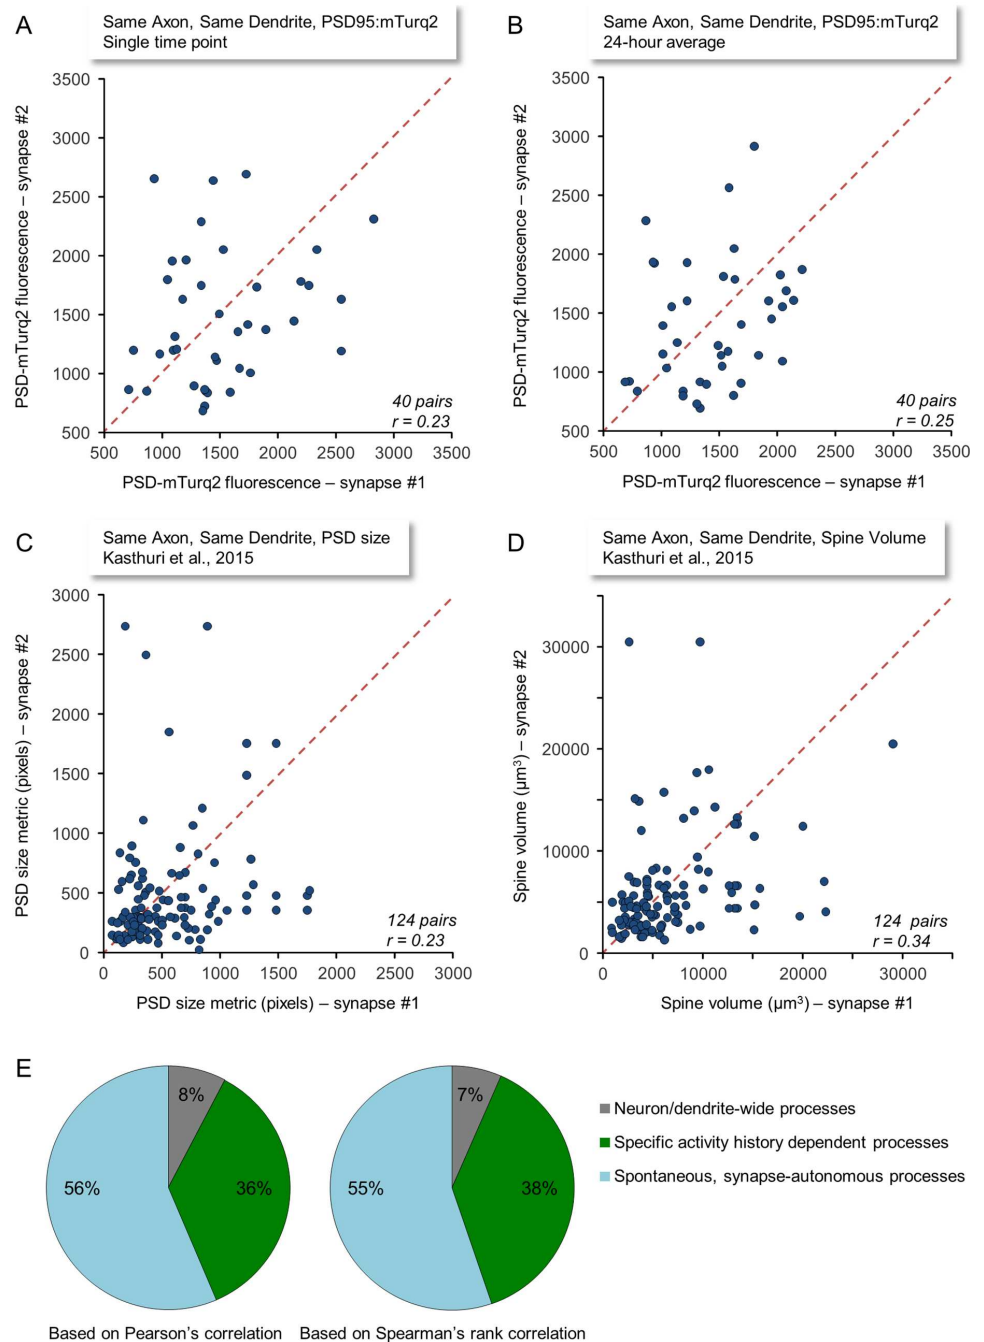 A
Same Axon, Same Dendrite, PSD95:mTurq2
Single time point
PSD-mTurq2 fluorescence – synapse #2
3500
3000
2500
2000
1500
1000
500
40 pairs
r = 0.23
500 1000 1500 2000 2500 3000 3500
PSD-mTurq2 fluorescence – synapse #1
B
Same Axon, Same Dendrite, PSD95:mTurq2
24-hour average
PSD-mTurq2 fluorescence – synapse #2
3500
3000
2500
2000
1500
1000
500
40 pairs
r = 0.25
500 1000 1500 2000 2500 3000 3500
PSD-mTurq2 fluorescence – synapse #1
C
Same Axon, Same Dendrite, PSD size
Kasthuri et al., 2015
PSD size metric (pixels) – synapse #2
3000
2500
2000
1500
1000
500
0
124 pairs
r = 0.23
0 500 1000 1500 2000 2500 3000
PSD size metric (pixels) – synapse #1
D
Same Axon, Same Dendrite, Spine Volume
Kasthuri et al., 2015
Spine volume (µm³) – synapse #2
30000
20000
10000
0
124 pairs
r = 0.34
0 10000 20000 30000
Spine volume (µm³) – synapse #1
E
8%
36%
56%
Based on Pearson's correlation
7%
38%
55%
Based on Spearman's rank correlation
Neuron/dendrite-wide processes
Specific activity history dependent processes
Spontaneous, synapse-autonomous processes